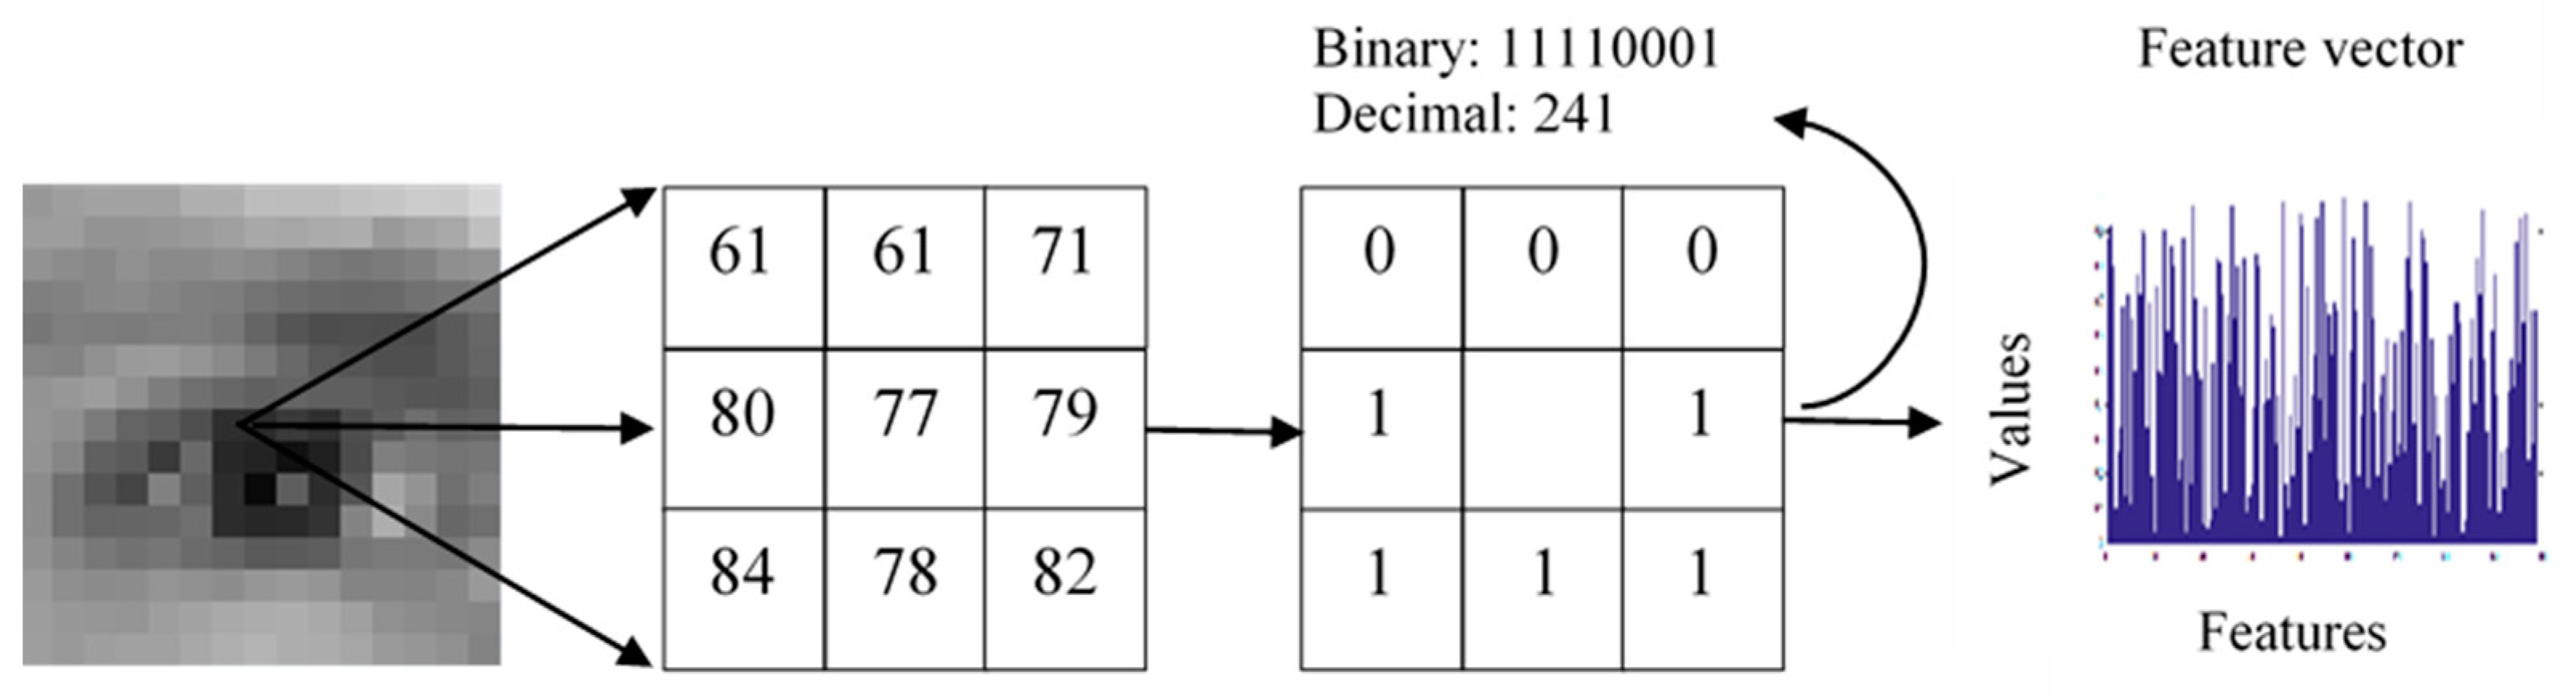 Binary: 11110001
Decimal: 241
Feature vector
61 61 71
80 77 79
84 78 82
0 0 0
1 1
1 1 1
Values
Features